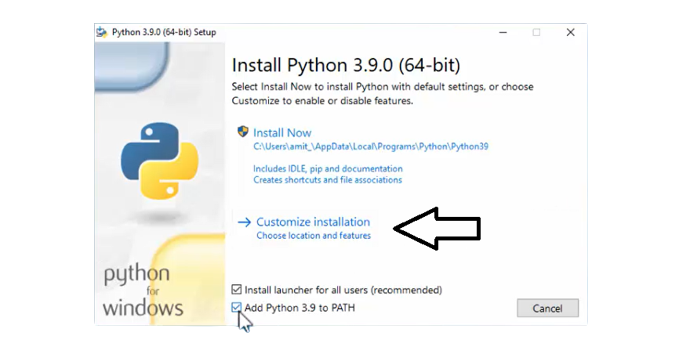 Python 3.9.0 (64-bit) Setup
Install Python 3.9.0 (64-bit)
Select Install Now to install Python with default settings, or choose
Customize to enable or disable features.
Install Now
C:\Users\amit_\AppData\Local\Programs\Python\Python39
Includes IDLE, pip and documentation
Creates shortcuts and file associations
Customize installation
Choose location and features
python
for
windows
Install launcher for all users (recommended)
Add Python 3.9 to PATH
Cancel